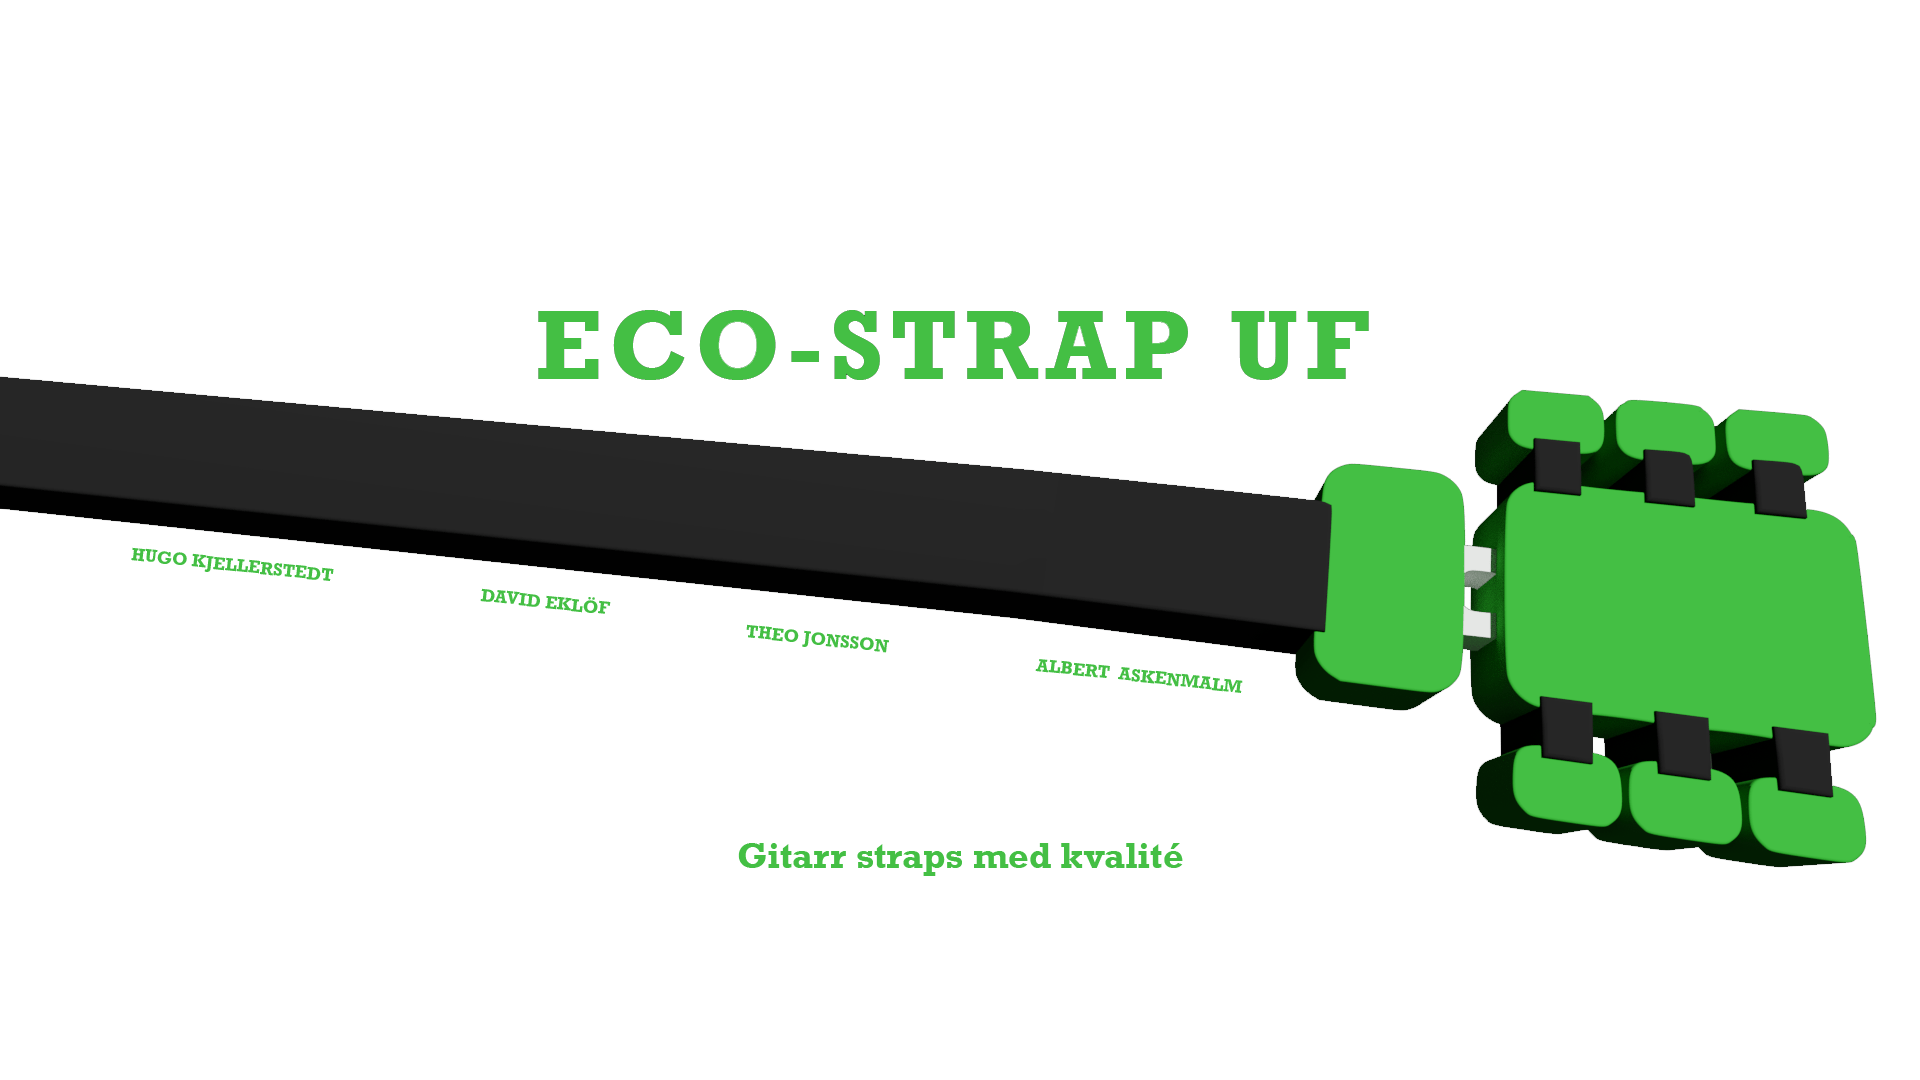 ECO-STRAP UF
HUGO KJELLERSTEDT
DAVID EKLÖF
THEO JONSSON
ALBERT ASKENMALM
Gitarr straps med kvalité